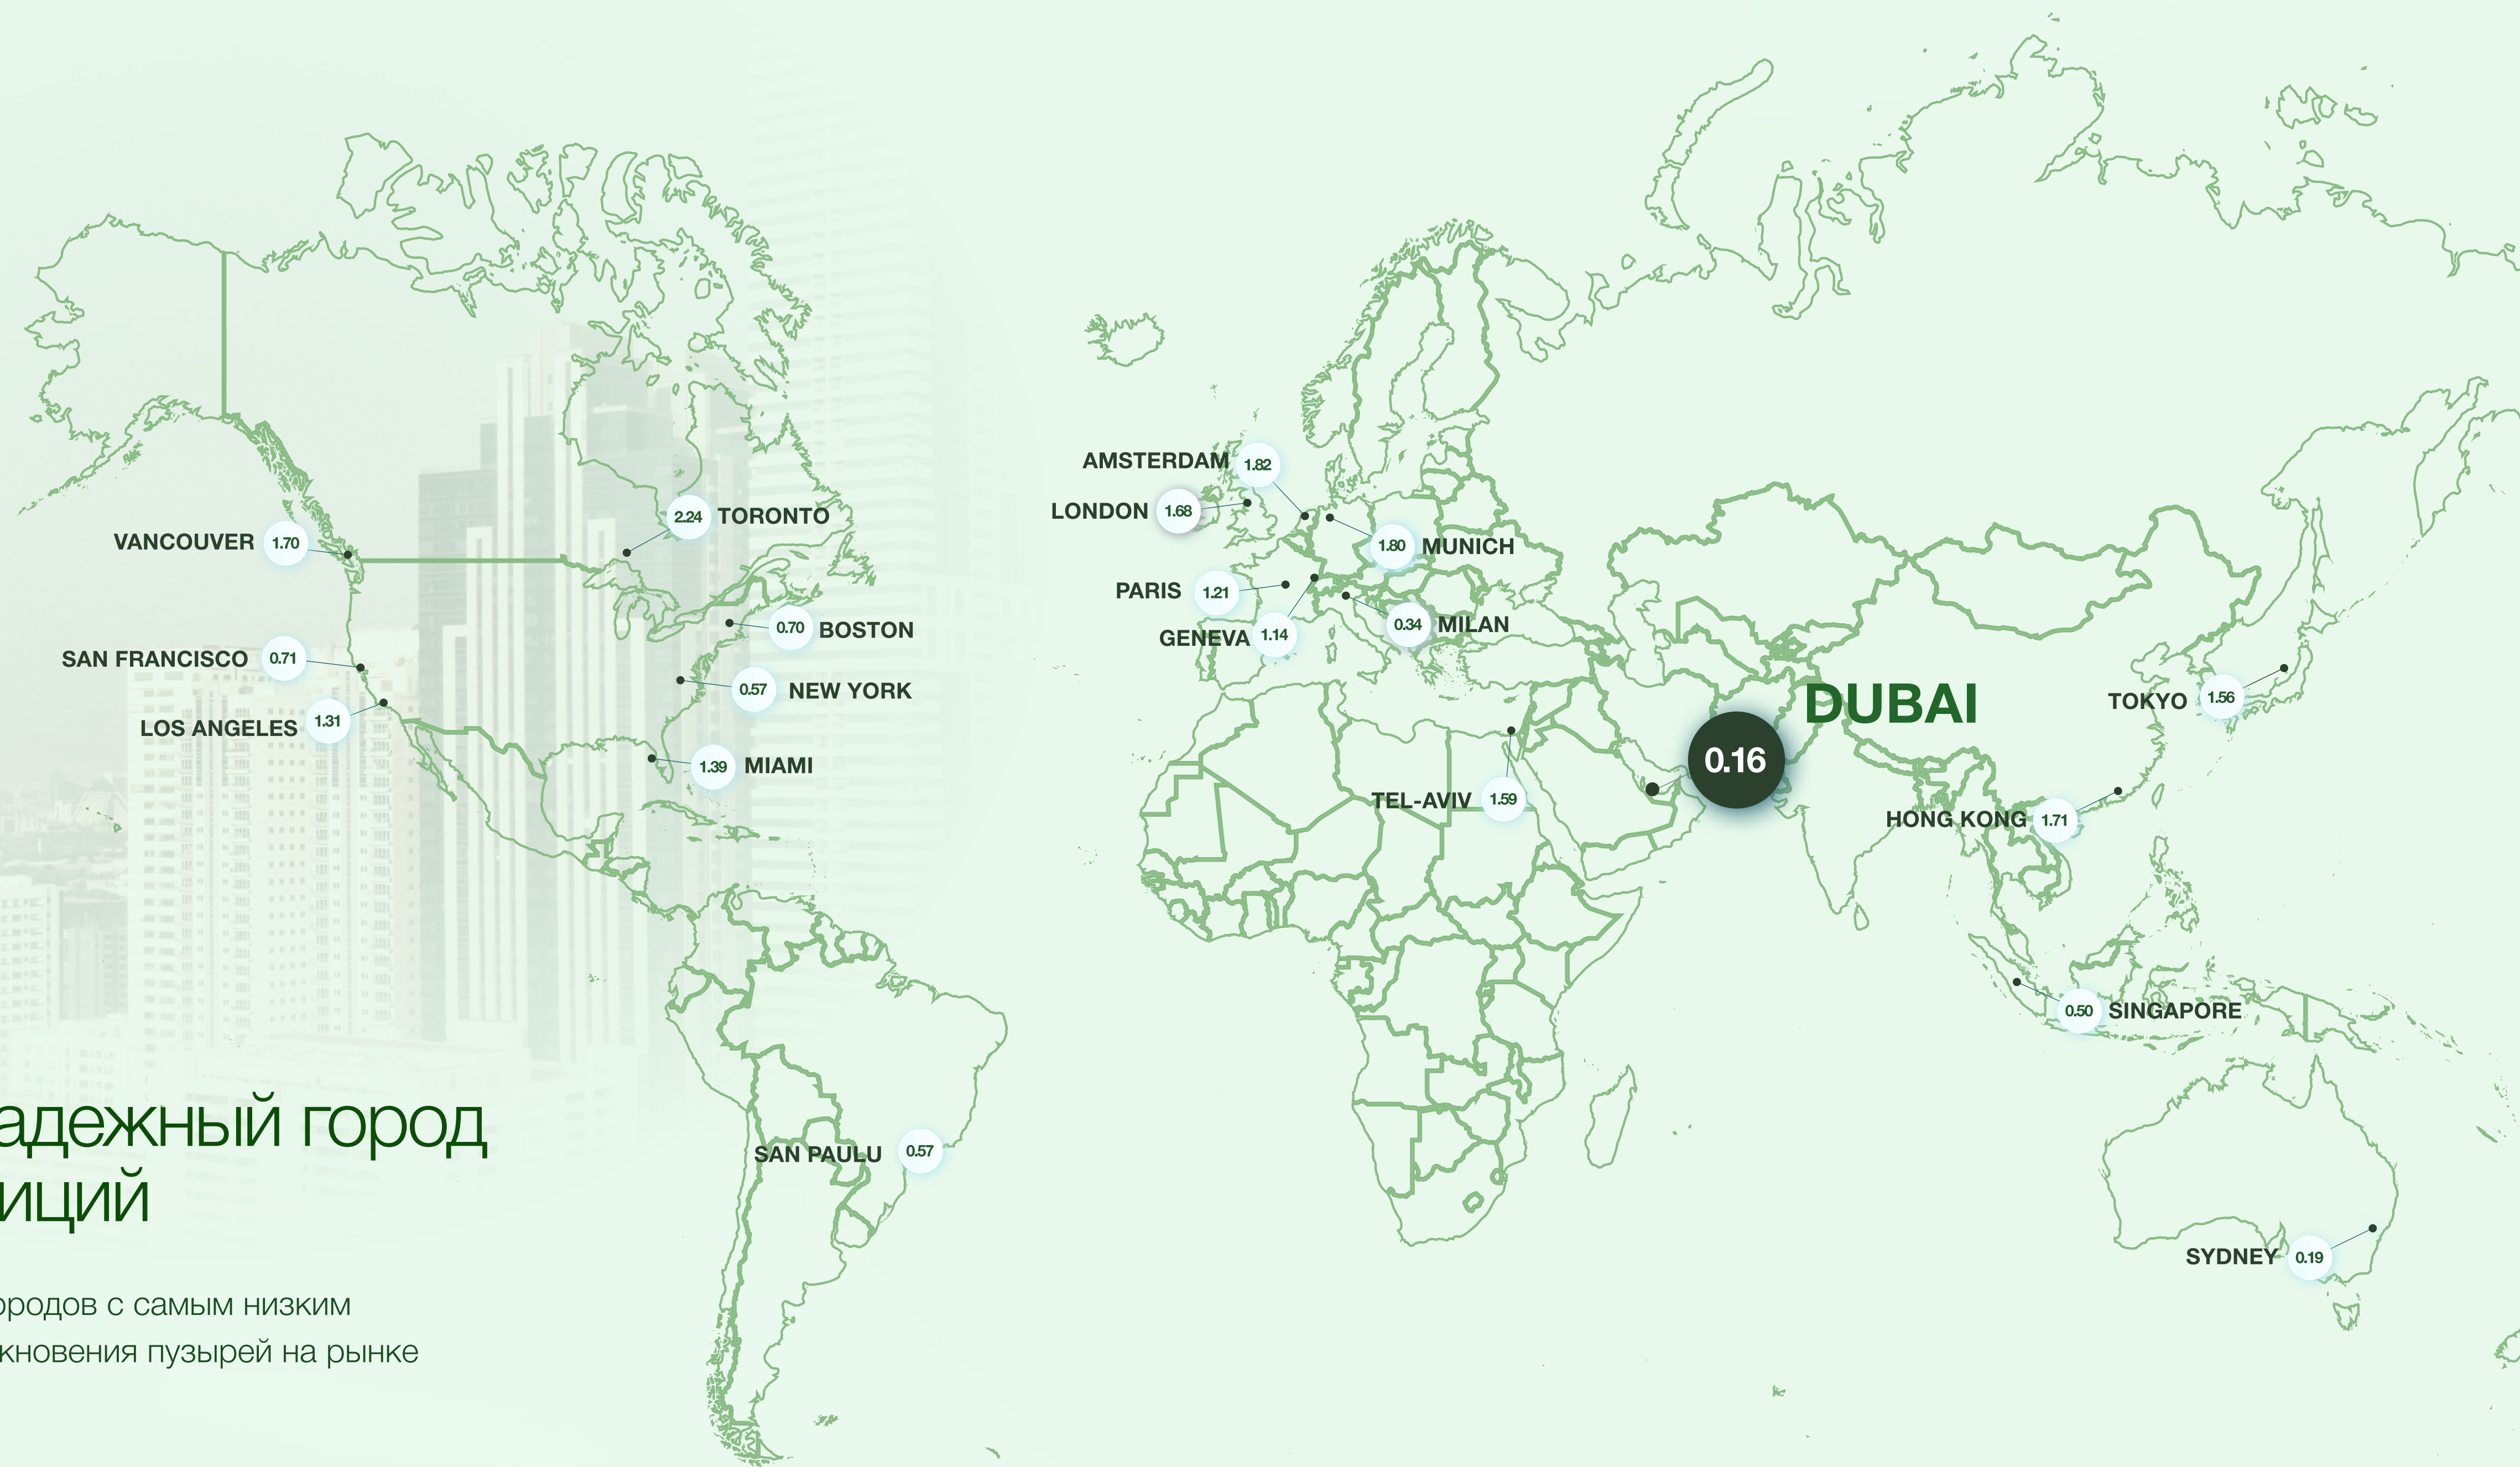 AMSTERDAM 1.82
LONDON 1.68
2.24 TORONTO
VANCOUVER 1.70
1.80 MUNICH
PARIS 1.21
GENEVA 1.14
0.34 MILAN
0.70 BOSTON
SAN FRANCISCO 0.71
0.57 NEW YORK
LOS ANGELES 1.31
1.39 MIAMI
DUBAI
0.16
TOKYO 1.56
TEL-AVIV 1.59
HONG KONG 1.71
0.50 SINGAPORE
SAN PAULU 0.57
SYDNEY 0.19
адежный город
иций
ородов с самым низким
кновения пузырей на рынке